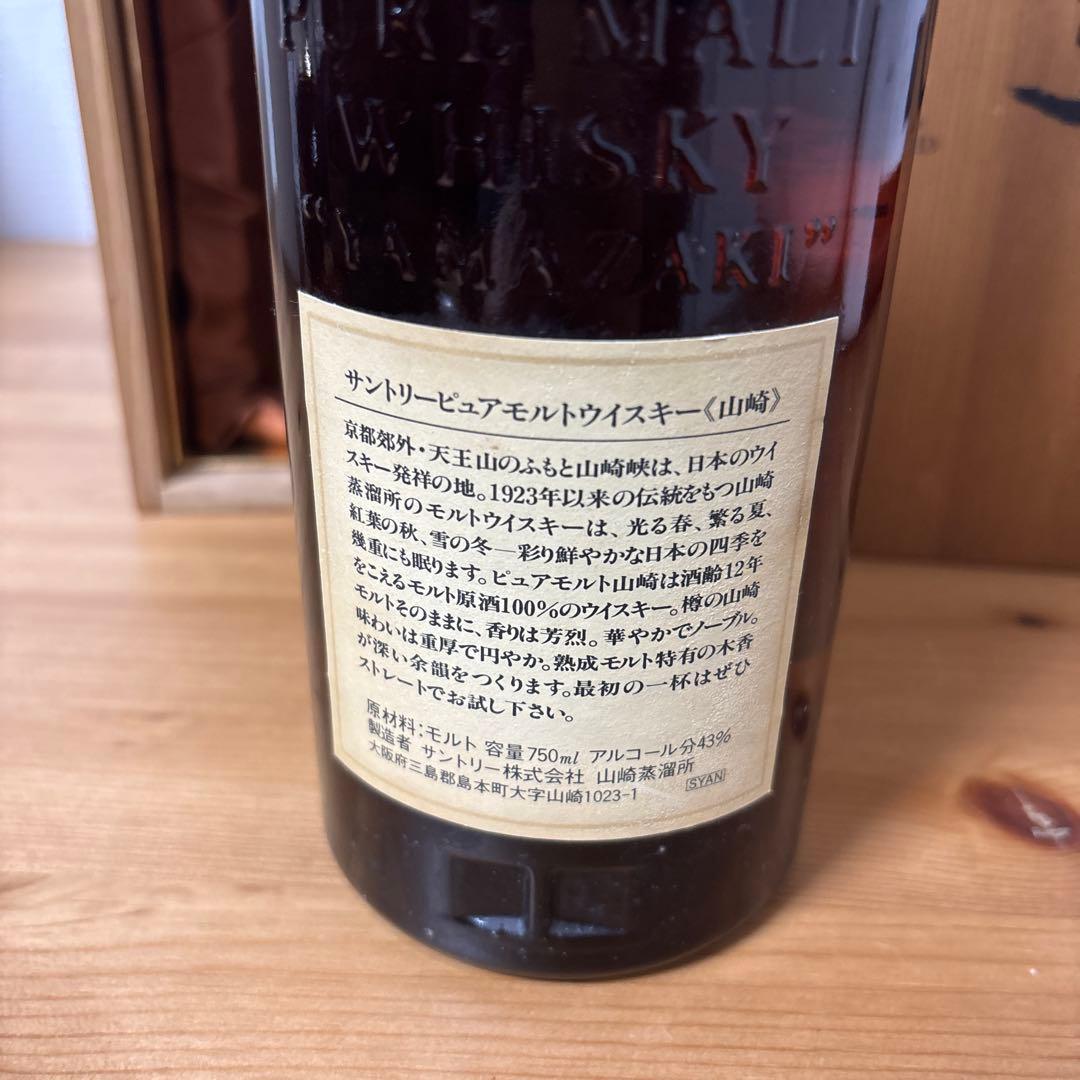 PURE MALT
WHISKY
"YAMAZAKI"
サントリーピュアモルトウイスキー《山崎》
京都郊外・天王山のふもと山崎峡は、日本のウイ
スキー発祥の地。1923年以来の伝統をもつ山崎
蒸溜所のモルトウイスキーは、光る春、繁る夏、
紅葉の秋、雪の冬—彩り鮮やかな日本の四季を
幾重にも眠ります。ピュアモルト山崎は酒齢12年
をこえるモルト原酒100%のウイスキー。樽の山崎
モルトそのままに、香りは芳烈。華やかでノーブル。
味わいは重厚で円やか。熟成モルト特有の木香
が深い余韻をつくります。最初の一杯はぜひ
ストレートでお試し下さい。
原材料;モルト 容量750ml アルコール分43%
製造者 サントリー株式会社 山崎蒸溜所
大阪府三島郡島本町大字山崎1023-1 SYAN